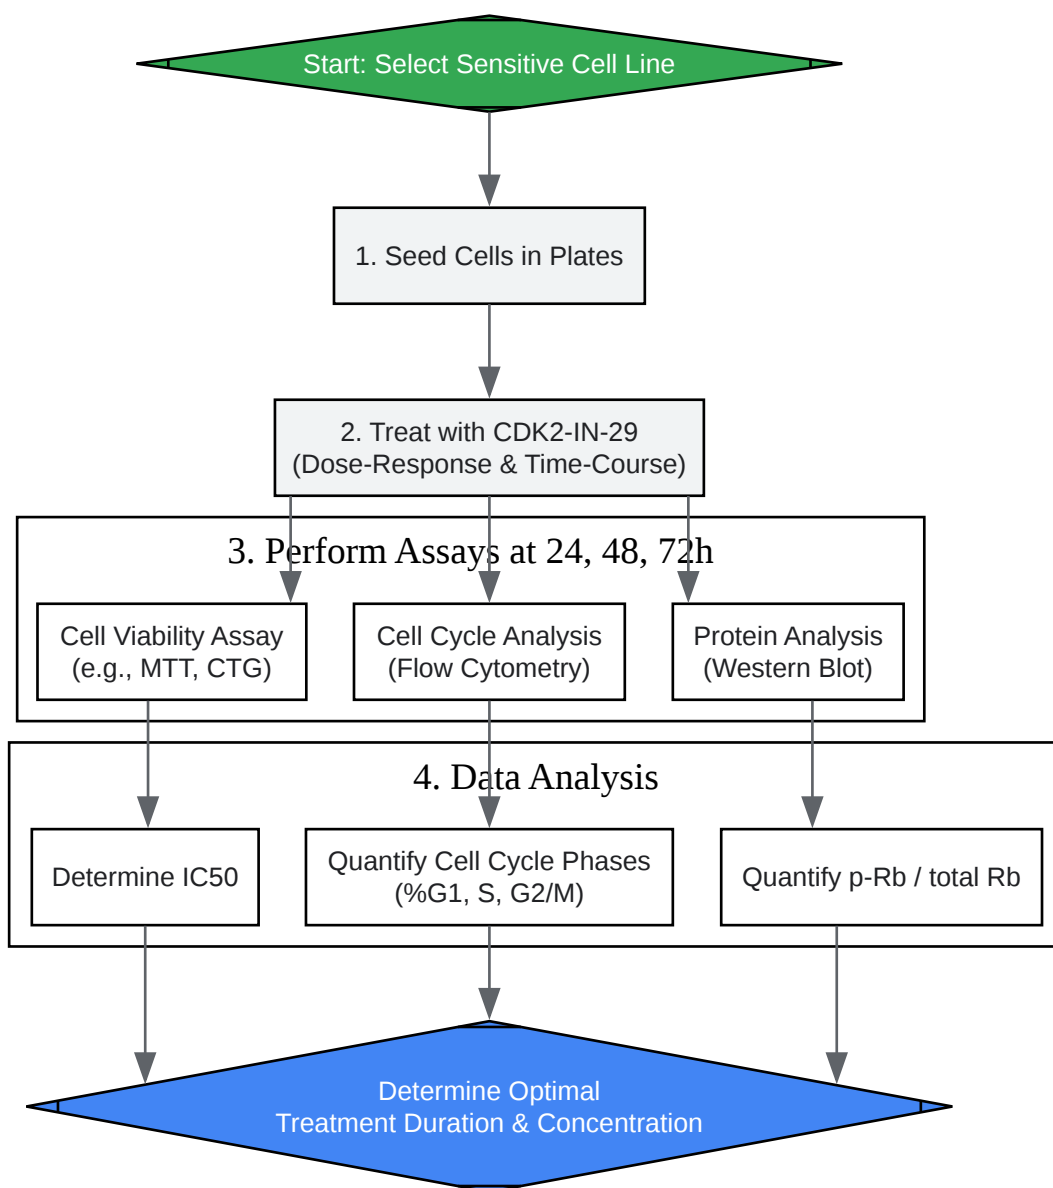 Start: Select Sensitive Cell Line
1. Seed Cells in Plates
2. Treat with CDK2-IN-29
(Dose-Response & Time-Course)
3. Perform Assays at 24, 48, 72h
Cell Viability Assay
(e.g., MTT, CTG)
Cell Cycle Analysis
(Flow Cytometry)
Protein Analysis
(Western Blot)
4. Data Analysis
Determine IC50
Quantify Cell Cycle Phases
(%G1, S, G2/M)
Quantify p-Rb / total Rb
Determine Optimal
Treatment Duration & Concentration